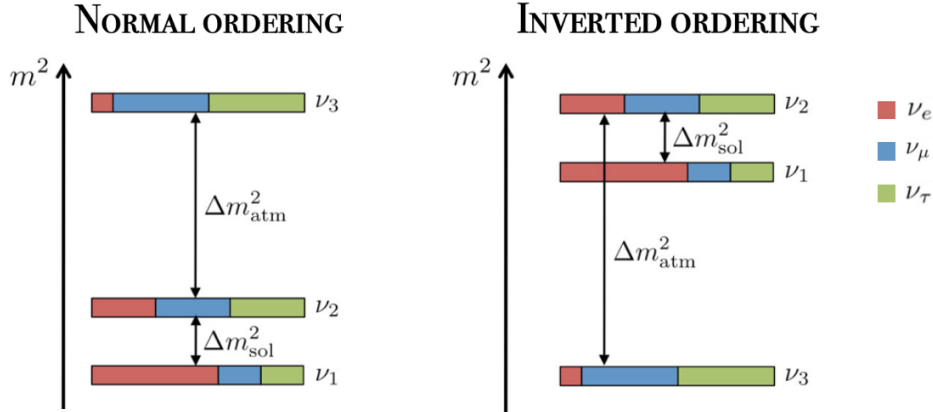 NORMAL ORDERING
m²
ν₃
Δm²atm
ν₂
Δm²sol
ν₁
INVERTED ORDERING
m²
ν₂
Δm²sol
ν₁
Δm²atm
ν₃
νe
νμ
ντ